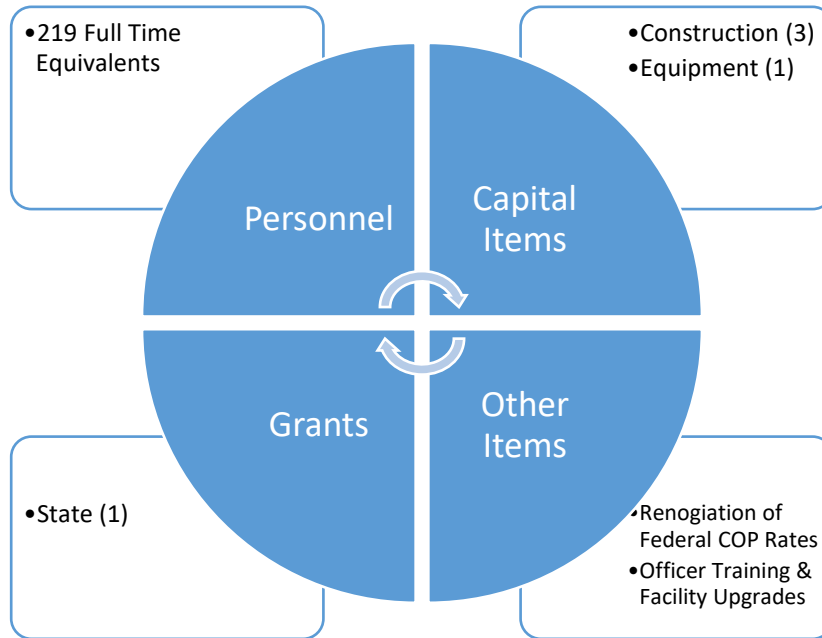 •219 Full Time
Equivalents
•Construction (3)
•Equipment (1)
Personnel
Capital
Items
Grants
Other
Items
•State (1)
•Renogiation of
Federal COP Rates
•Officer Training &
Facility Upgrades